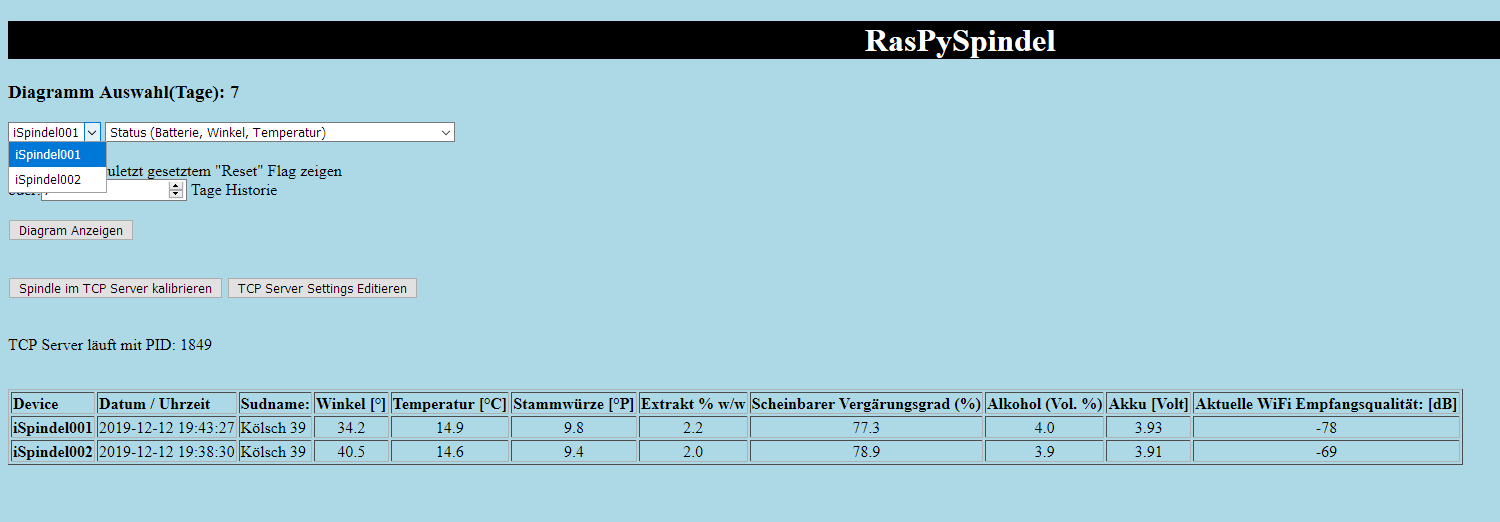 RasPySpindel
Diagramm Auswahl(Tage): 7
iSpindel001 Status (Batterie, Winkel, Temperatur)
iSpindel001
uletzt gesetztem "Reset" Flag zeigen
iSpindel002
Tage Historie
Diagram Anzeigen
Spindle im TCP Server kalibrieren TCP Server Settings Editieren
TCP Server läuft mit PID: 1849
Device Datum / Uhrzeit Sudname: Winkel [°] Temperatur [°C] Stammwürze [°P] Extrakt % w/w Scheinbarer Vergärungsgrad (%) Alkohol (Vol. %) Akku [Volt] Aktuelle WiFi Empfangsqualität: [dB]
iSpindel001 2019-12-12 19:43:27 Kölsch 39 34.2 14.9 9.8 2.2 77.3 4.0 3.93 -78
iSpindel002 2019-12-12 19:38:30 Kölsch 39 40.5 14.6 9.4 2.0 78.9 3.9 3.91 -69